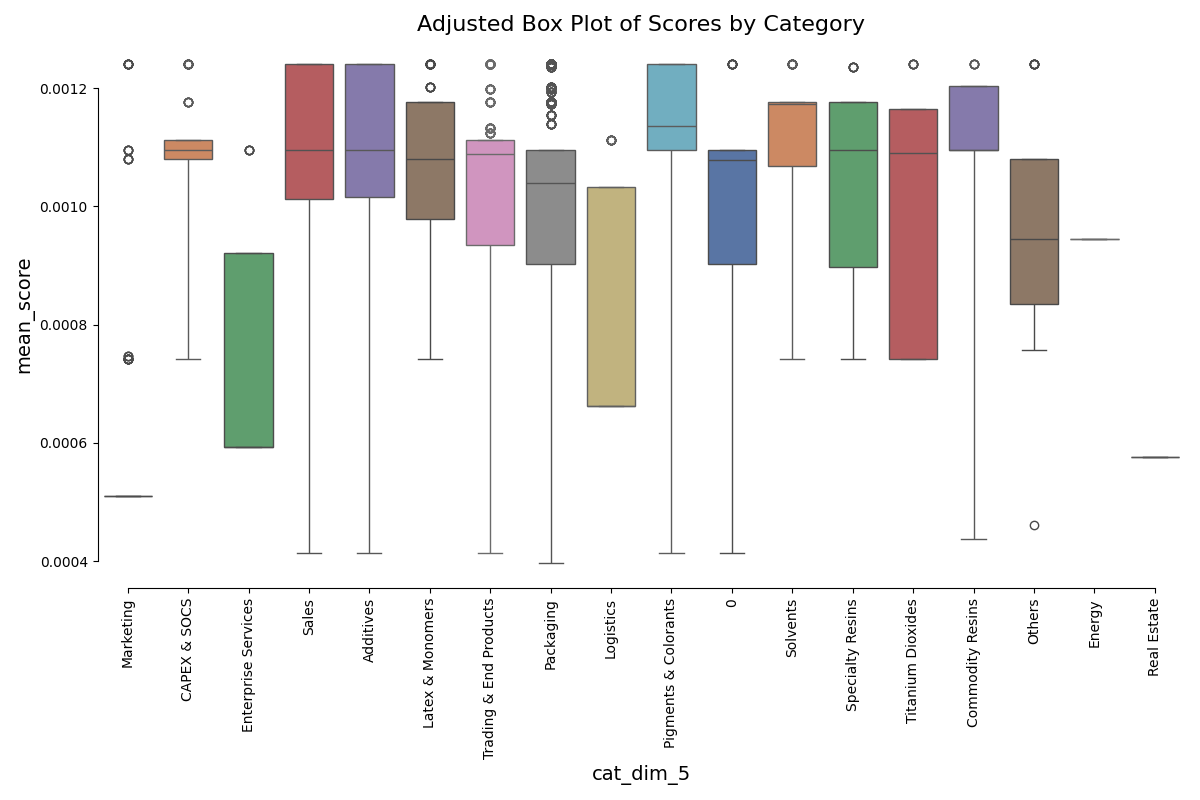 Adjusted Box Plot of Scores by Category
mean_score
0.0012
0.0010
0.0008
0.0006
0.0004
Marketing
CAPEX & SOCS
Enterprise Services
Sales
Additives
Latex & Monomers
Trading & End Products
Packaging
Logistics
Pigments & Colorants
0
Solvents
Specialty Resins
Titanium Dioxides
Commodity Resins
Others
Energy
Real Estate
cat_dim_5